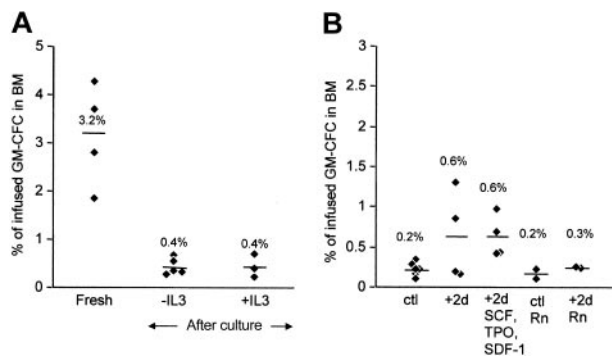 A
% of infused GM-CFC in BM
5
4
3
2
1
0
3.2%
0.4%
0.4%
Fresh
-IL3
+IL3
After culture
B
% of infused GM-CFC in BM
3
2
1.5
1
0.5
0
0.2%
0.6%
0.6%
0.2%
0.3%
ctl
+2d
+2d
SCF,
TPO,
SDF-1
ctl
Rn
+2d
Rn